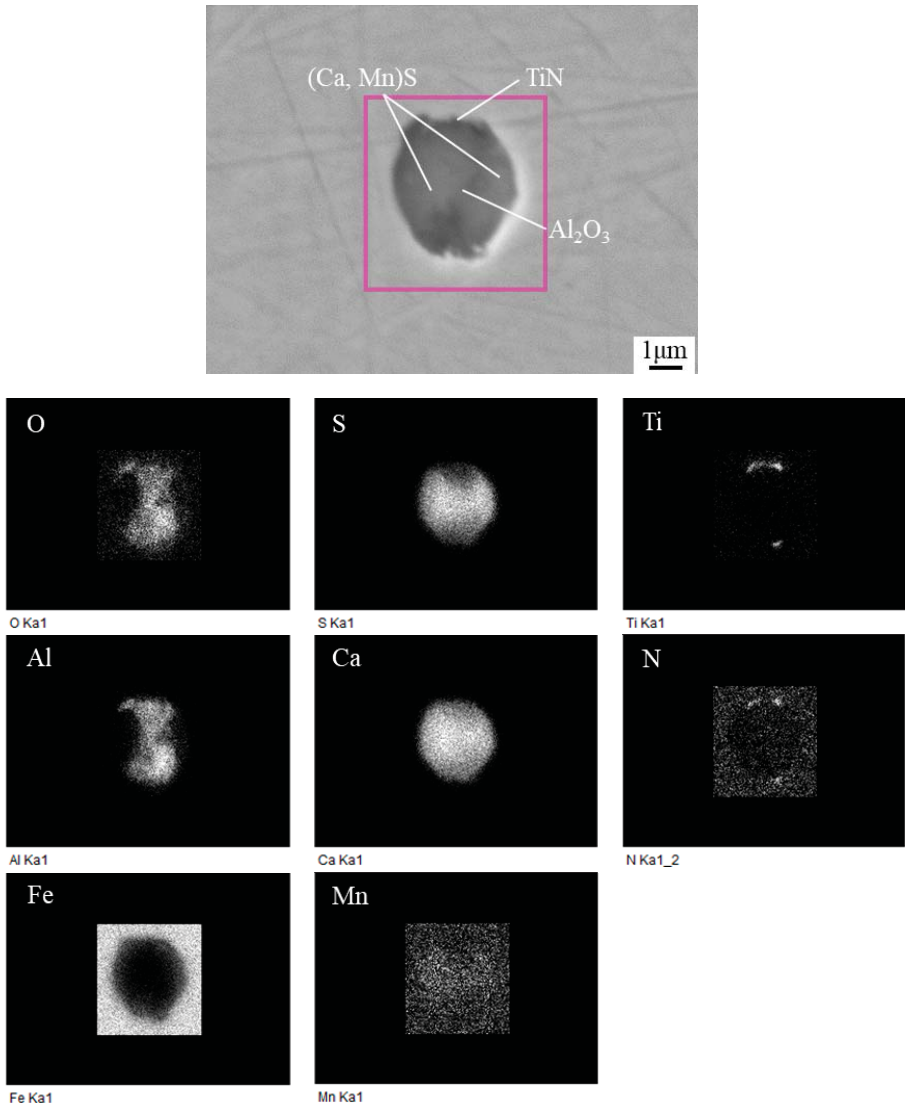 (Ca, Mn)S
TiN
Al₂O₃
1μm
O
S
Ti
O Ka1
S Ka1
Ti Ka1
Al
Ca
N
Al Ka1
Ca Ka1
N Ka1_2
Fe
Mn
Fe Ka1
Mn Ka1